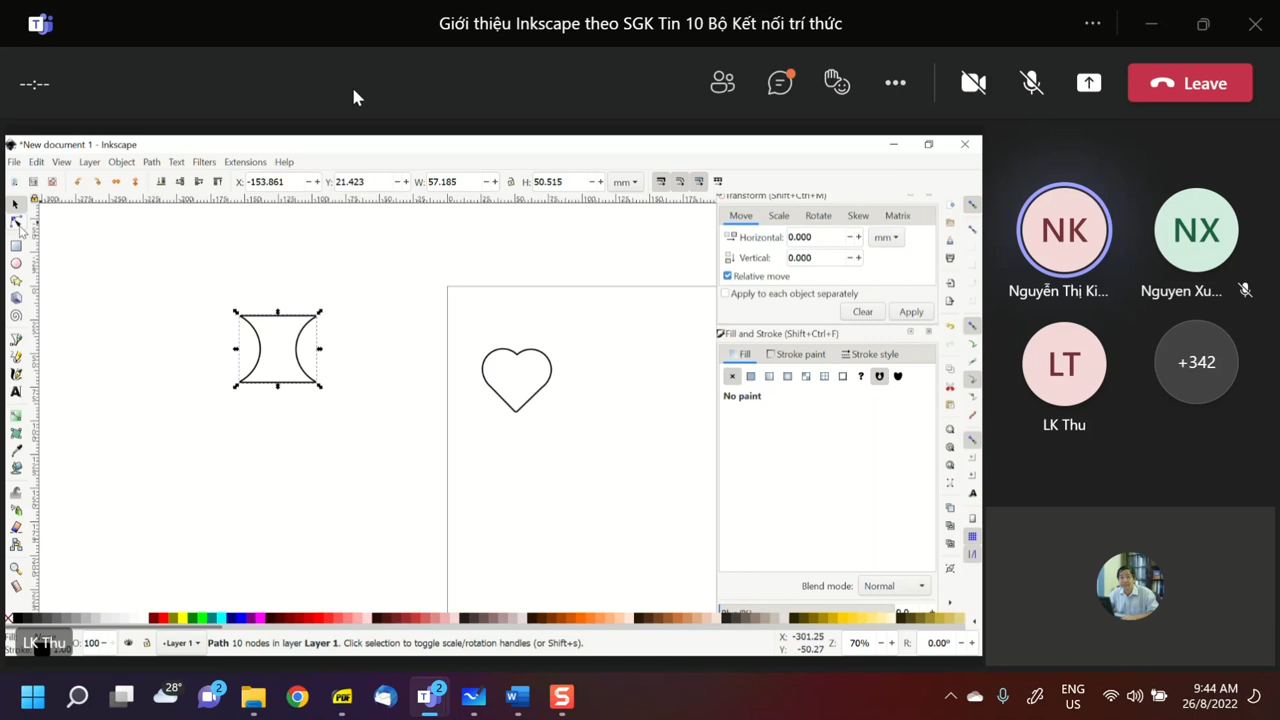 Giới thiệu Inkscape theo SGK Tin 10 Bộ Kết nối trí thức
--:--
Leave
*New document 1 - Inkscape
File Edit View Layer Object Path Text Filters Extensions Help
X: -153.861 Y: 21.423 W: 57.185 H: 50.515 mm
Transform (Shift+Ctrl+M)
Move Scale Rotate Skew Matrix
Horizontal: 0.000 mm
Vertical: 0.000
Relative move
Apply to each object separately
Clear Apply
Fill and Stroke (Shift+Ctrl+F)
Fill Stroke paint Stroke style
No paint
Blend mode: Normal
O: 100 Layer 1 Path 10 nodes in layer Layer 1. Click selection to toggle scale/rotation handles (or Shift+s).
X: -301.25
Y: -50.27
Z: 70% R: 0.00°
LK Thu
NK
Nguyễn Thị Ki...
NX
Nguyen Xu...
LT
LK Thu
+342
28°
2
2
PDF
ENG
US
9:44 AM
26/8/2022